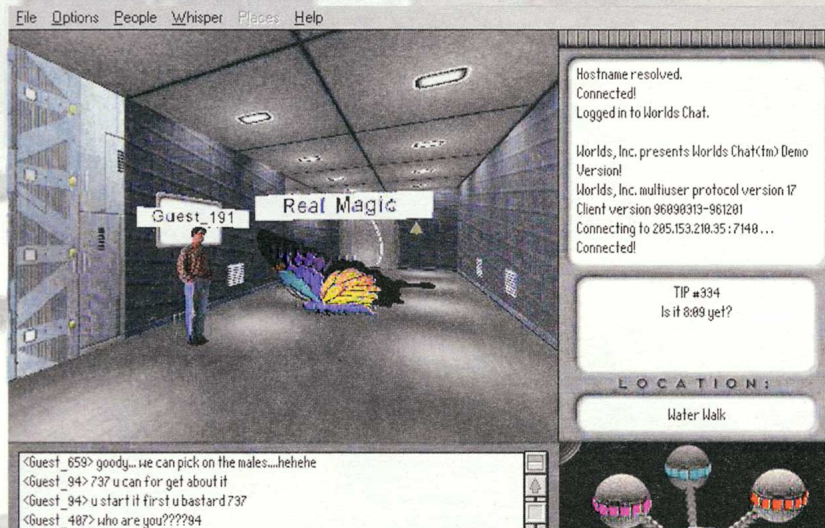 File Options People Whisper Places Help
Guest_191
Real Magic
Hostname resolved.
Connected!
Logged in to Worlds Chat.
Worlds, Inc. presents Worlds Chat(tm) Demo
Version!
Worlds, Inc. multiuser protocol version 17
Client version 96090313-961201
Connecting to 205.153.210.35:7140...
Connected!
TIP #334
Is it 8:09 yet?
LOCATION:
Water Walk
<Guest_659> goody... we can pick on the males....hehehe
<Guest_94> 737 u can for get about it
<Guest_94> u start it first u bastard 737
<Guest_407> who are you????94